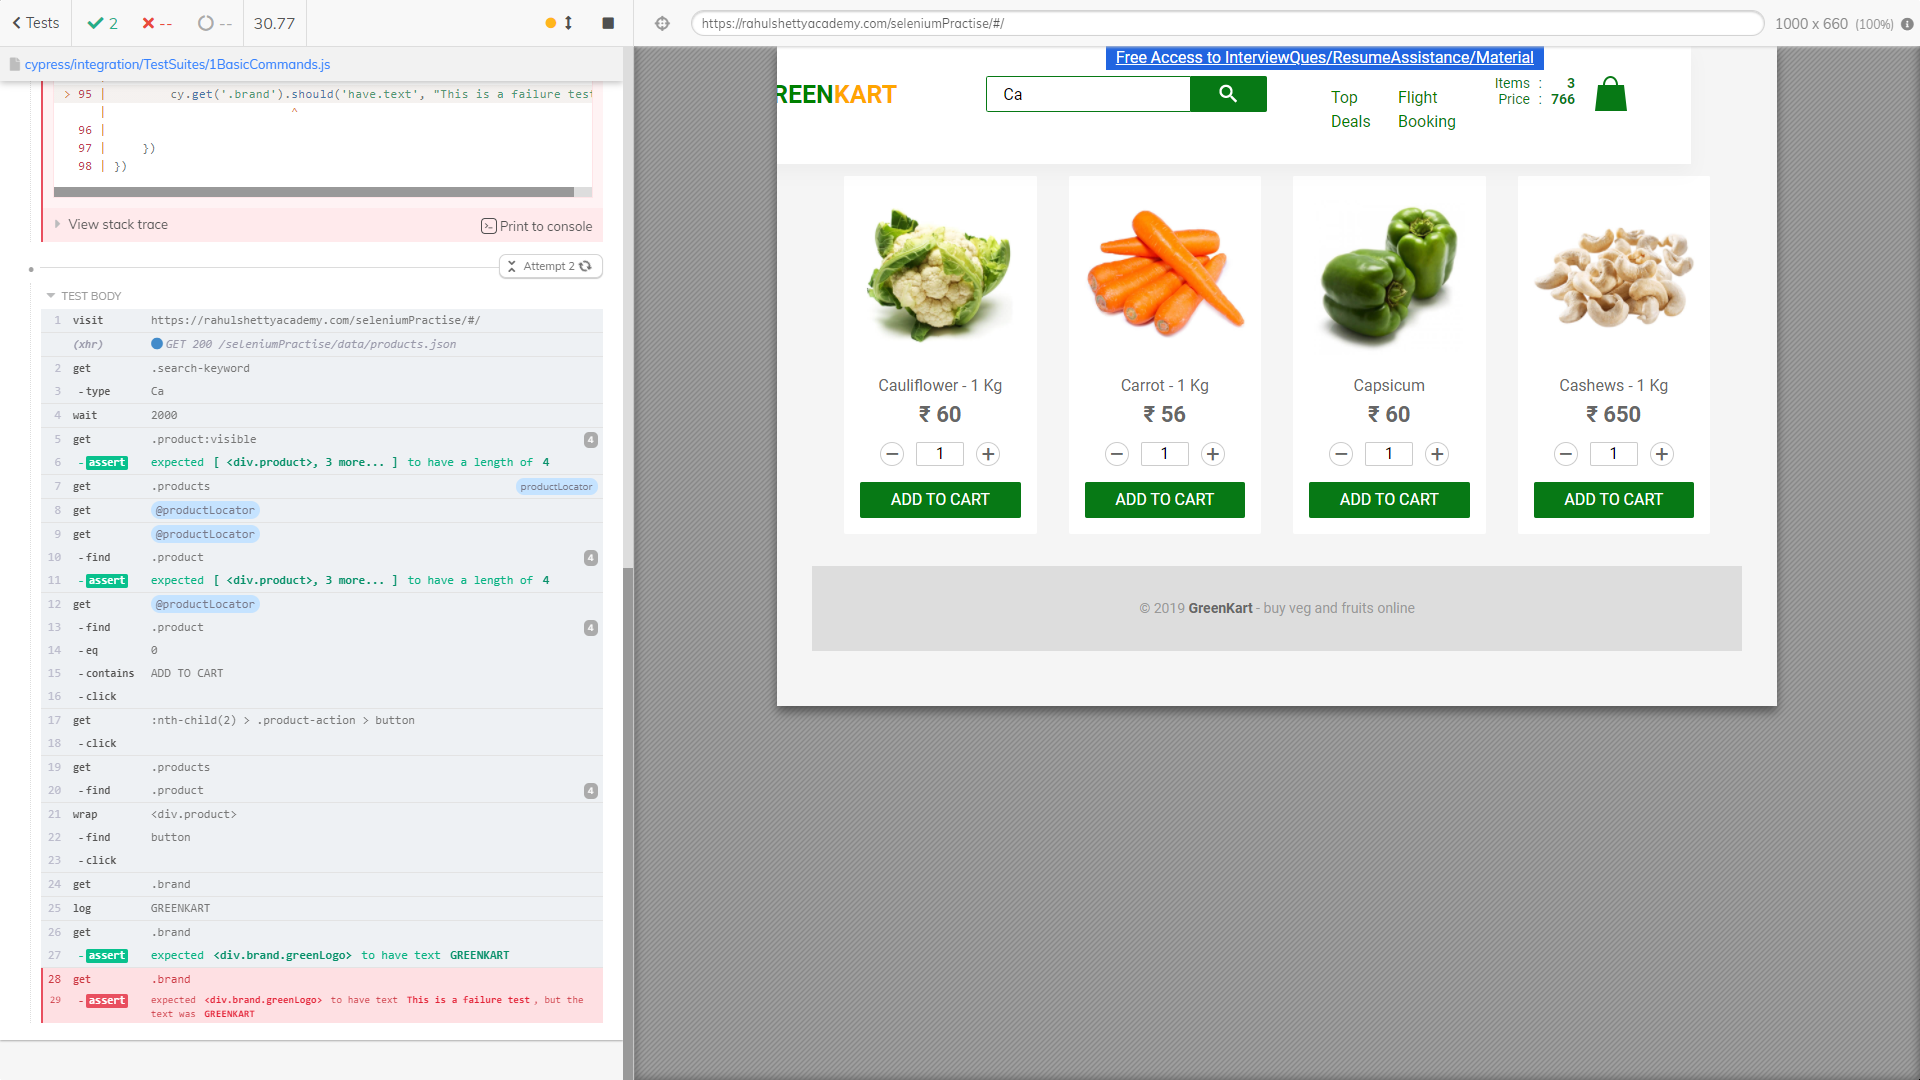 Tests
2
--
--
30.77
https://rahulshettyacademy.com/seleniumPractise/#/
1000 x 660 (100%)
cypress/integration/TestSuites/1BasicCommands.js
> 95 | cy.get('.brand').should('have.text', "This is a failure test
| ^
96 |
97 | })
98 | })
View stack trace
Print to console
Attempt 2
TEST BODY
1 visit https://rahulshettyacademy.com/seleniumPractise/#/
(xhr) GET 200 /seleniumPractise/data/products.json
2 get .search-keyword
3 -type Ca
4 wait 2000
5 get .product:visible 4
6 -assert expected [ <div.product>, 3 more... ] to have a length of 4
7 get .products productLocator
8 get @productLocator
9 get @productLocator
10 -find .product 4
11 -assert expected [ <div.product>, 3 more... ] to have a length of 4
12 get @productLocator
13 -find .product 4
14 -eq 0
15 -contains ADD TO CART
16 -click
17 get :nth-child(2) > .product-action > button
18 -click
19 get .products
20 -find .product 4
21 wrap <div.product>
22 -find button
23 -click
24 get .brand
25 log GREENKART
26 get .brand
27 -assert expected <div.brand.greenLogo> to have text GREENKART
28 get .brand
29 -assert expected <div.brand.greenLogo> to have text This is a failure test, but the
text was GREENKART
Free Access to InterviewQues/ResumeAssistance/Material
REENKART
Ca
Top
Deals
Flight
Booking
Items : 3
Price : 766
Cauliflower - 1 Kg
₹ 60
− 1 +
ADD TO CART
Carrot - 1 Kg
₹ 56
− 1 +
ADD TO CART
Capsicum
₹ 60
− 1 +
ADD TO CART
Cashews - 1 Kg
₹ 650
− 1 +
ADD TO CART
© 2019 GreenKart - buy veg and fruits online